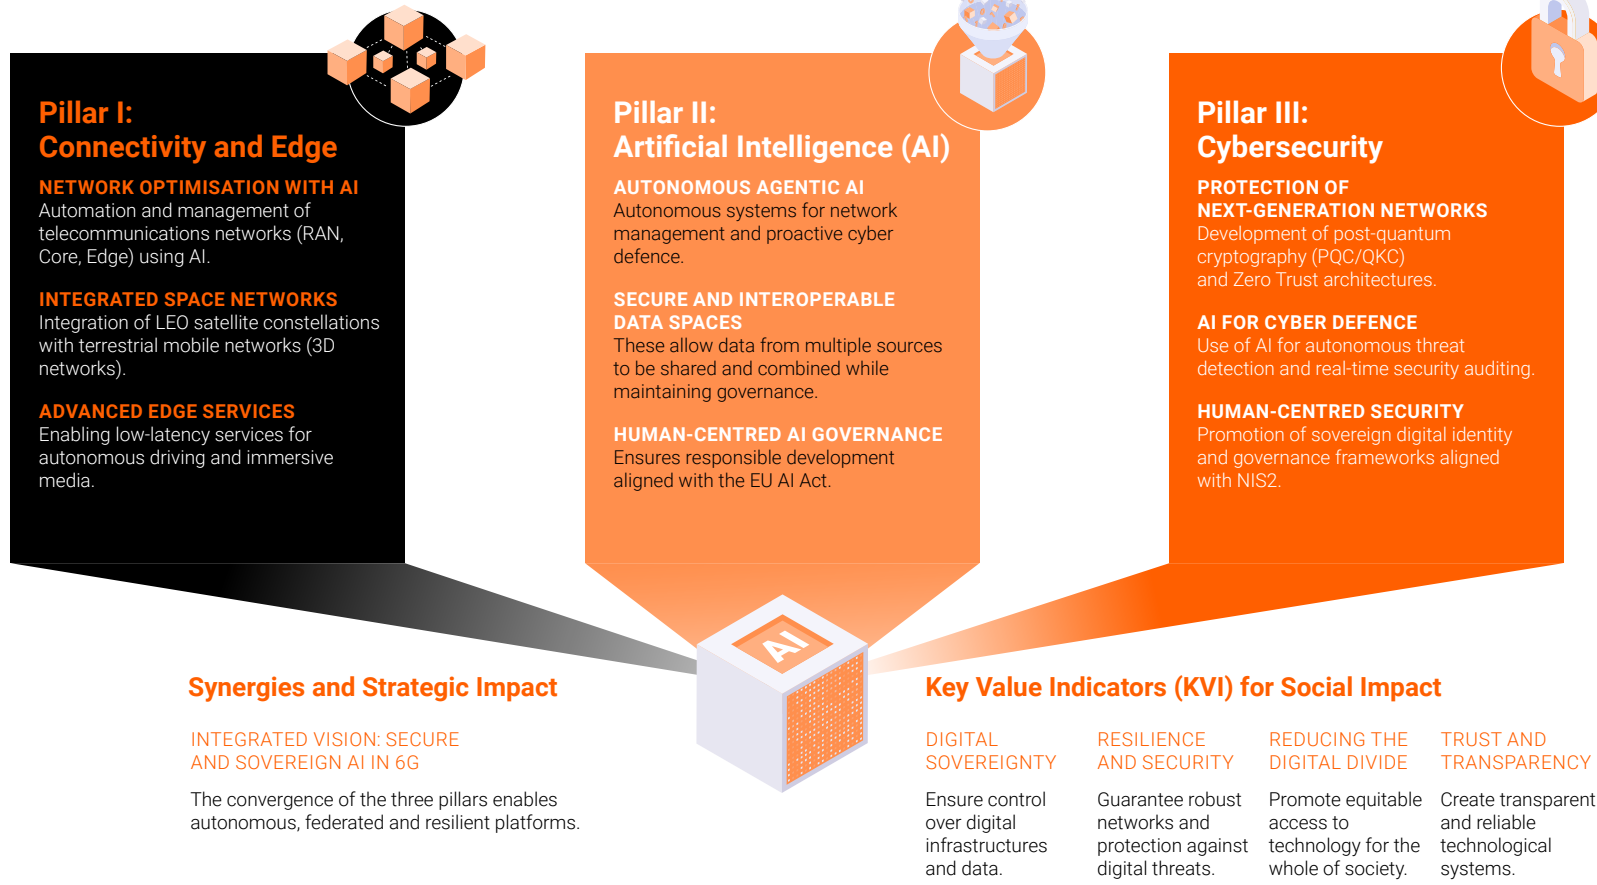 Pillar I:
Connectivity and Edge
NETWORK OPTIMISATION WITH AI
Automation and management of
telecommunications networks (RAN,
Core, Edge) using AI.
INTEGRATED SPACE NETWORKS
Integration of LEO satellite constellations
with terrestrial mobile networks (3D
networks).
ADVANCED EDGE SERVICES
Enabling low-latency services for
autonomous driving and immersive
media.
Pillar II:
Artificial Intelligence (AI)
AUTONOMOUS AGENTIC AI
Autonomous systems for network
management and proactive cyber
defence.
SECURE AND INTEROPERABLE
DATA SPACES
These allow data from multiple sources
to be shared and combined while
maintaining governance.
HUMAN-CENTRED AI GOVERNANCE
Ensures responsible development
aligned with the EU AI Act.
Pillar III:
Cybersecurity
PROTECTION OF
NEXT-GENERATION NETWORKS
Development of post-quantum
cryptography (PQC/QKC)
and Zero Trust architectures.
AI FOR CYBER DEFENCE
Use of AI for autonomous threat
detection and real-time security auditing.
HUMAN-CENTRED SECURITY
Promotion of sovereign digital identity
and governance frameworks aligned
with NIS2.
AI
Synergies and Strategic Impact
INTEGRATED VISION: SECURE
AND SOVEREIGN AI IN 6G
The convergence of the three pillars enables
autonomous, federated and resilient platforms.
Key Value Indicators (KVI) for Social Impact
DIGITAL
SOVEREIGNTY
Ensure control
over digital
infrastructures
and data.
RESILIENCE
AND SECURITY
Guarantee robust
networks and
protection against
digital threats.
REDUCING THE
DIGITAL DIVIDE
Promote equitable
access to
technology for the
whole of society.
TRUST AND
TRANSPARENCY
Create transparent
and reliable
technological
systems.